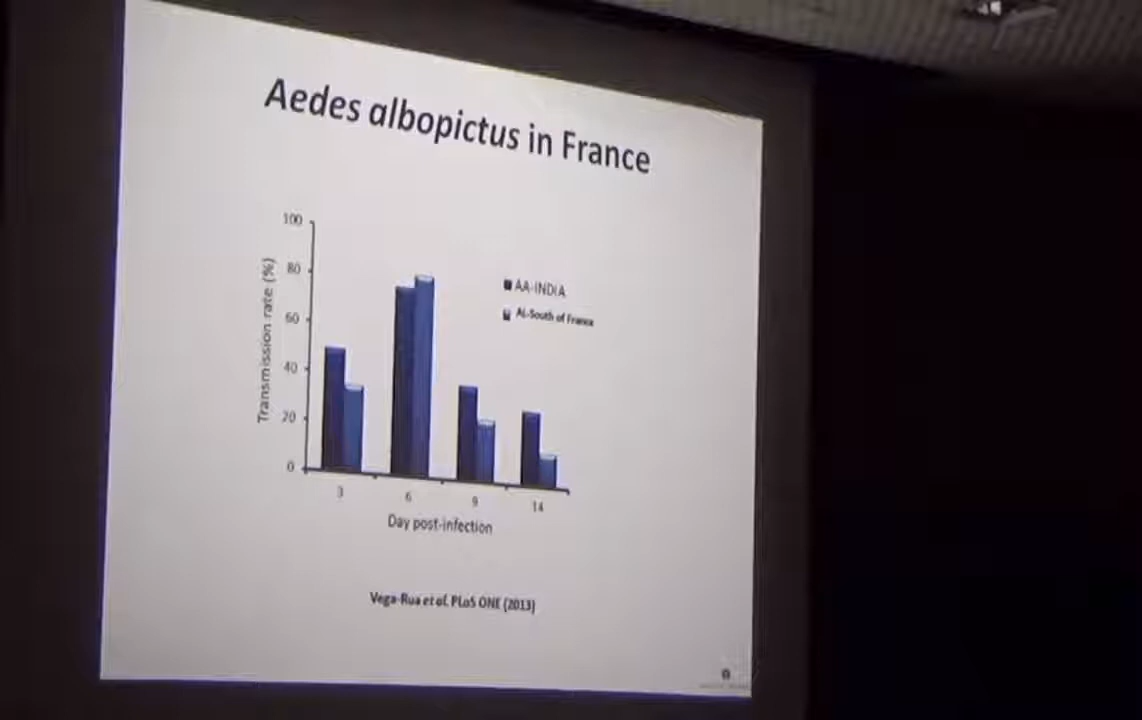 Aedes albopictus in France
100
80
60
40
20
0
Transmission rate (%)
AA-INDIA
AL-South of France
3
6
9
14
Day post-infection
Vega-Rua et al. PLoS ONE (2013)